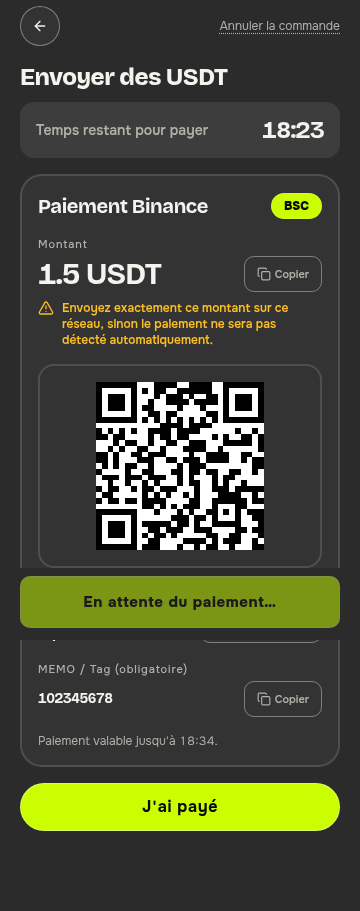 Annuler la commande
Envoyer des USDT
Temps restant pour payer
18:23
Paiement Binance
BSC
Montant
1.5 USDT
Copier
Envoyez exactement ce montant sur ce
réseau, sinon le paiement ne sera pas
détecté automatiquement.
En attente du paiement...
MEMO / Tag (obligatoire)
102345678
Copier
Paiement valable jusqu'à 18:34.
J'ai payé